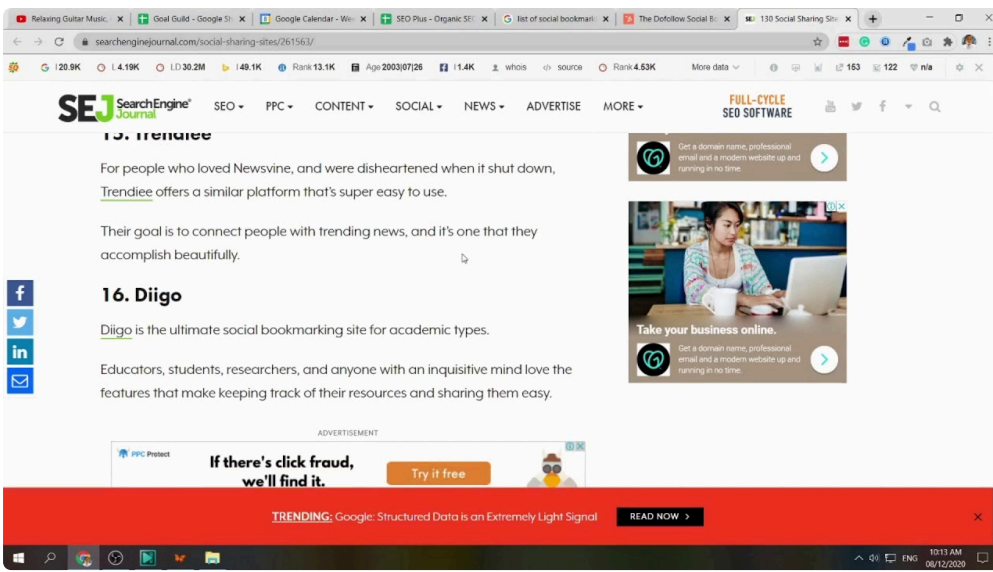 Relaxing Guitar Music,
Goal Guild - Google Sh
Google Calendar - We
SEO Plus - Organic SEO
list of social bookmark
The Dofollow Social B
130 Social Sharing Site
searchenginejournal.com/social-sharing-sites/261563/
I 20.9K
L 4.19K
LD 30.2M
I 49.1K
Rank 13.1K
Age 2003|07|26
I 1.4K
whois
source
Rank 4.53K
More data
153
122
n/a
SEJ Search Engine® Journal
SEO
PPC
CONTENT
SOCIAL
NEWS
ADVERTISE
MORE
FULL-CYCLE
SEO SOFTWARE
15. Trendiee
For people who loved Newsvine, and were disheartened when it shut down,
Trendiee offers a similar platform that's super easy to use.
Their goal is to connect people with trending news, and it's one that they
accomplish beautifully.
16. Diigo
Diigo is the ultimate social bookmarking site for academic types.
Educators, students, researchers, and anyone with an inquisitive mind love the
features that make keeping track of their resources and sharing them easy.
Get a domain name, professional
email and a modern website up and
running in no time.
Take your business online.
Get a domain name, professional
email and a modern website up and
running in no time.
ADVERTISEMENT
PPC Protect
If there's click fraud,
we'll find it.
Try it free
TRENDING: Google: Structured Data is an Extremely Light Signal
READ NOW >
ENG
10:13 AM
08/12/2020